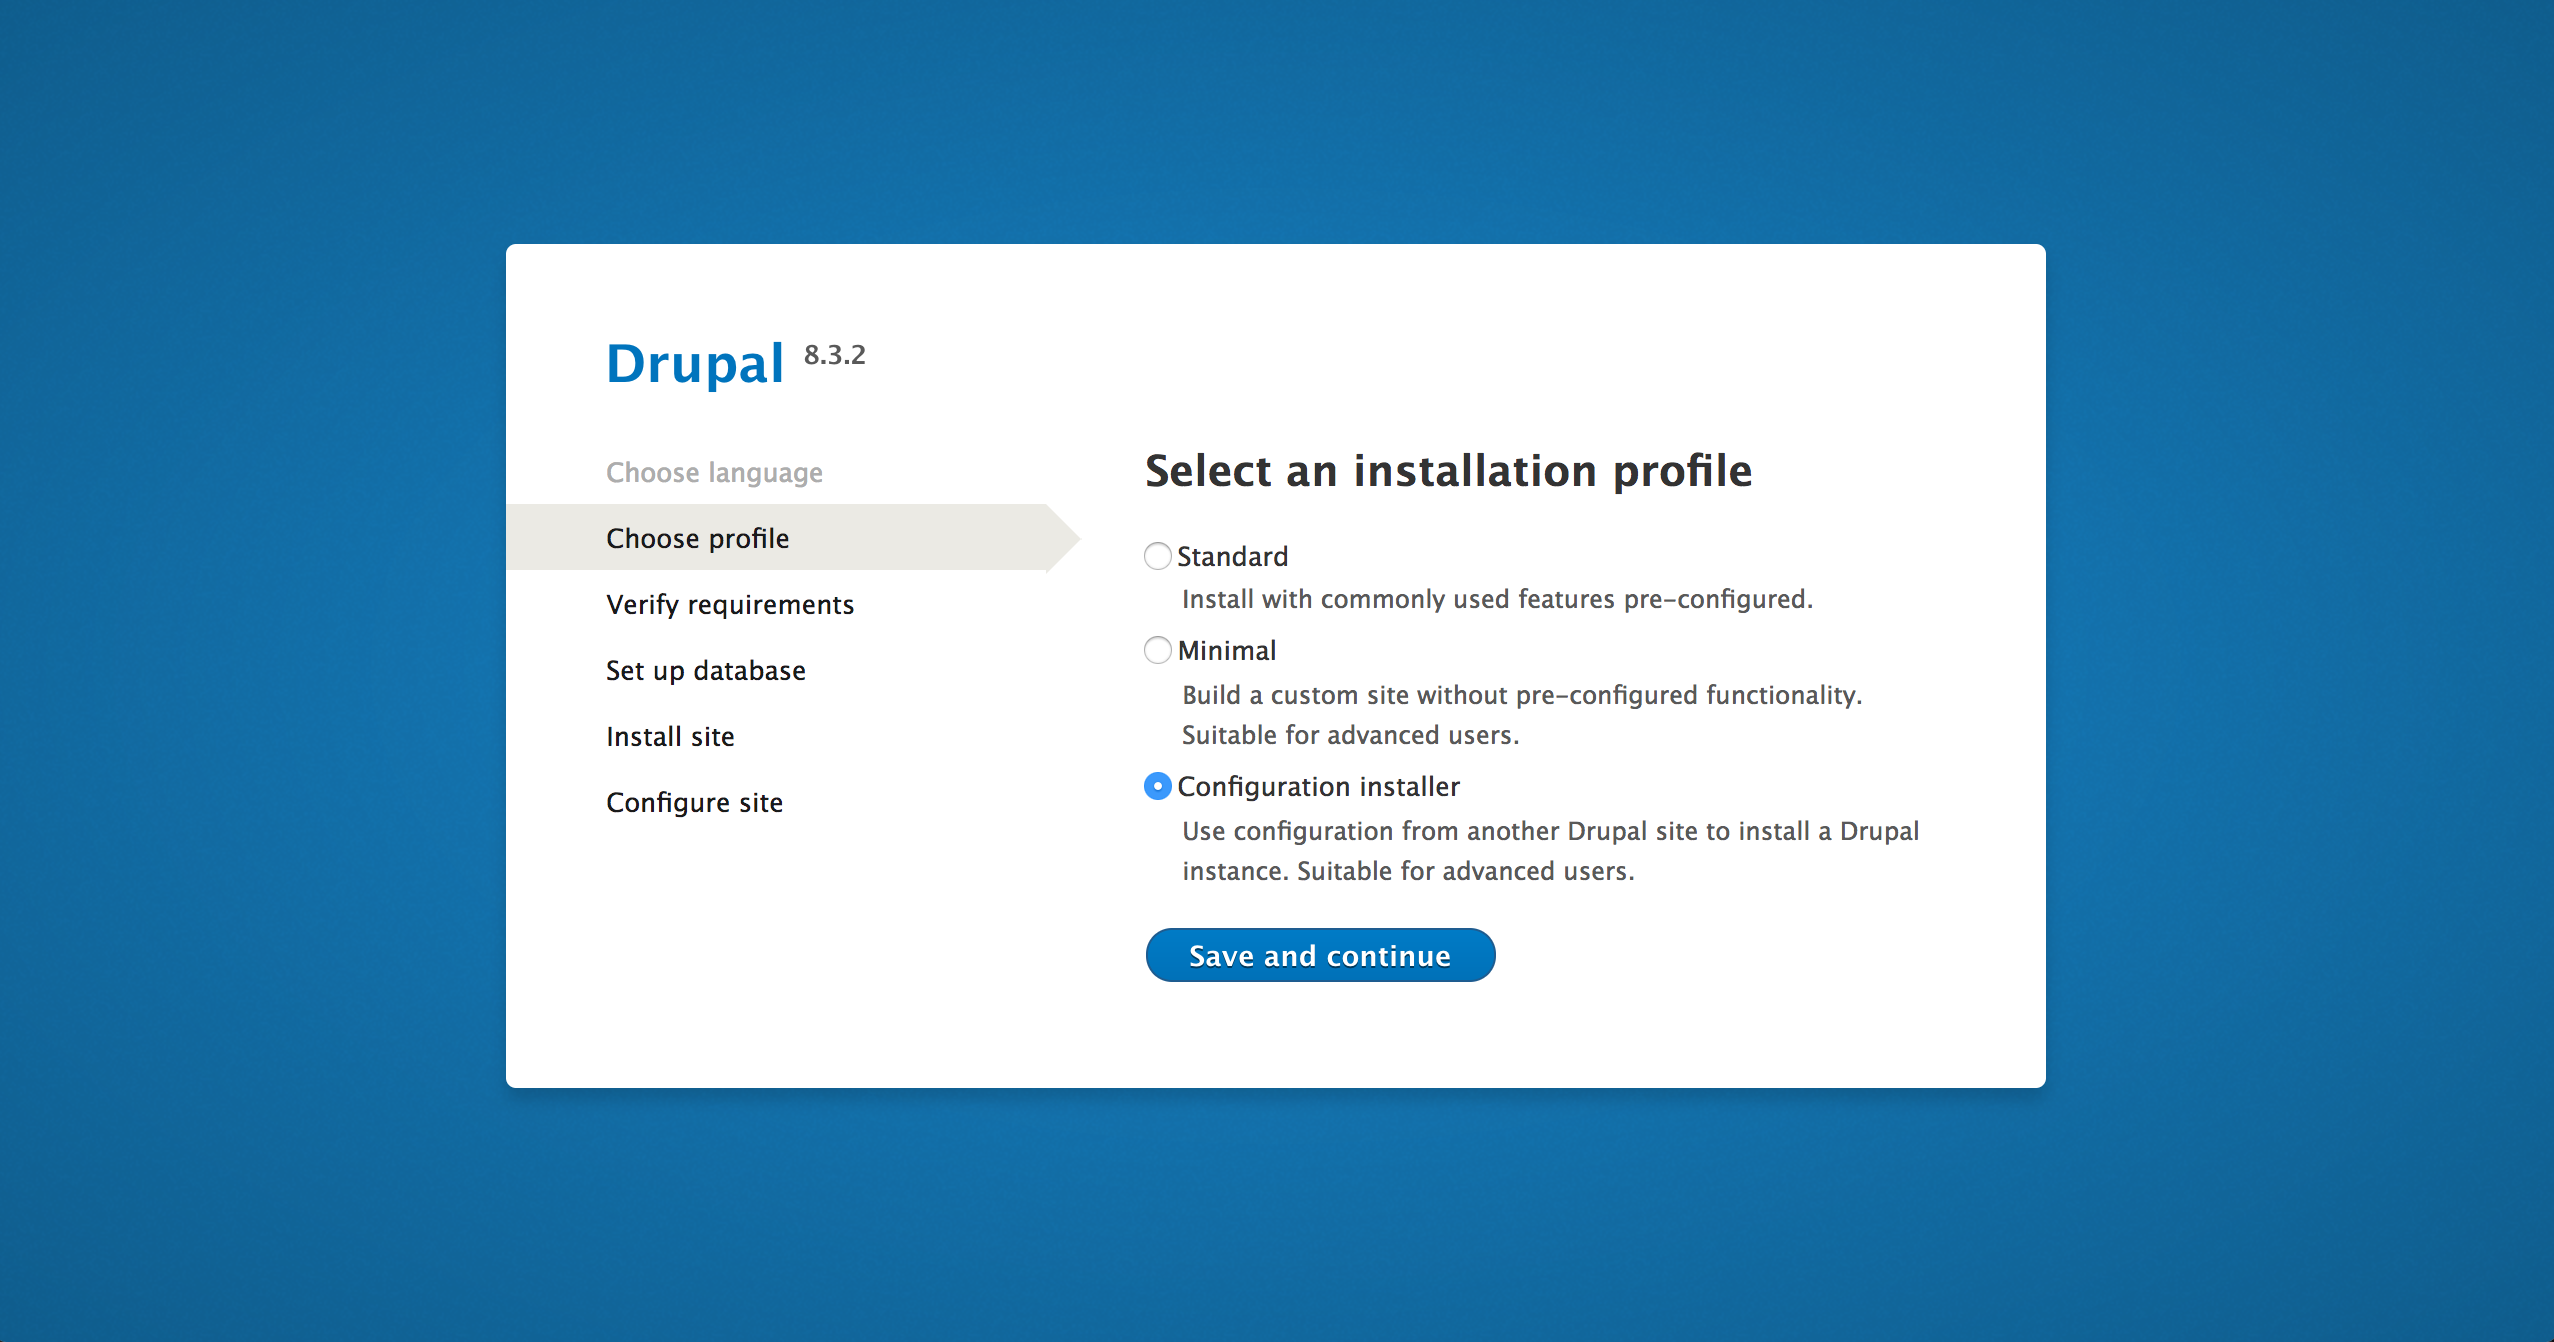 Drupal 8.3.2
Choose language
Choose profile
Verify requirements
Set up database
Install site
Configure site
Select an installation profile
Standard
Install with commonly used features pre-configured.
Minimal
Build a custom site without pre-configured functionality.
Suitable for advanced users.
Configuration installer
Use configuration from another Drupal site to install a Drupal
instance. Suitable for advanced users.
Save and continue